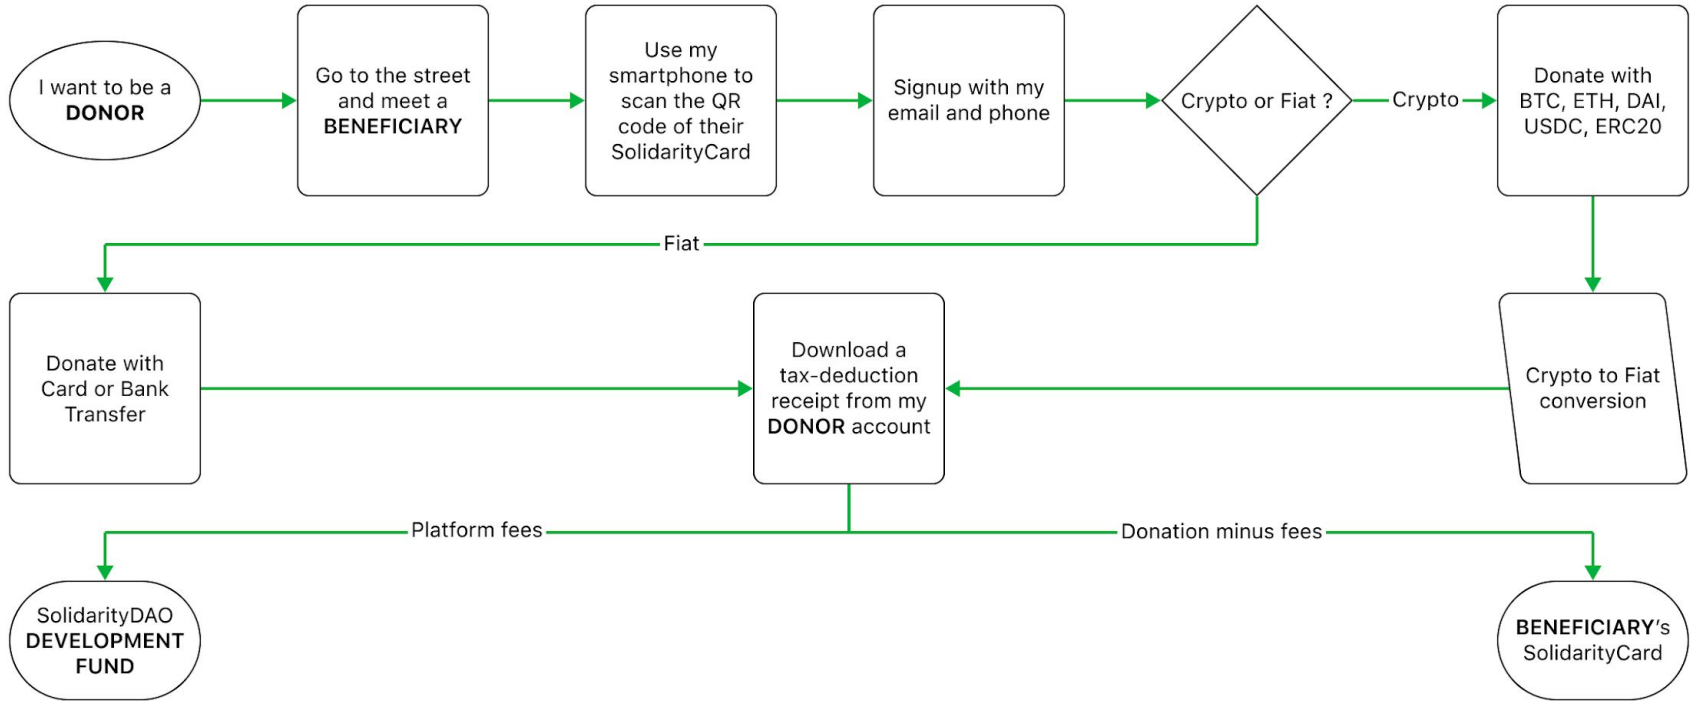 I want to be a
DONOR
Go to the street
and meet a
BENEFICIARY
Use my
smartphone to
scan the QR
code of their
SolidarityCard
Signup with my
email and phone
Crypto or Fiat ?
Crypto
Donate with
BTC, ETH, DAI,
USDC, ERC20
Fiat
Donate with
Card or Bank
Transfer
Download a
tax-deduction
receipt from my
DONOR account
Crypto to Fiat
conversion
Platform fees
Donation minus fees
SolidarityDAO
DEVELOPMENT
FUND
BENEFICIARY's
SolidarityCard